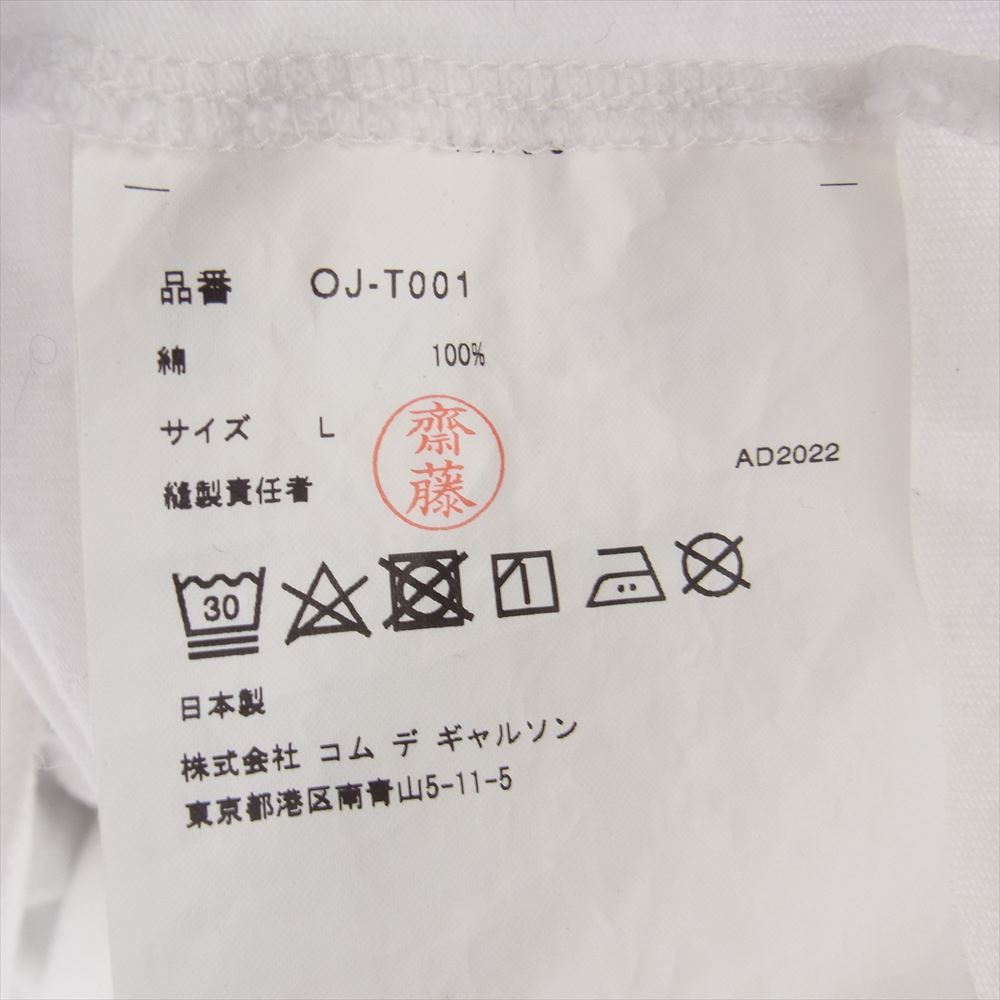 品番 OJ-T001
綿 100%
サイズ L
齋藤
AD2022
縫製責任者
30
日本製
株式会社 コム デ ギャルソン
東京都港区南青山5-11-5